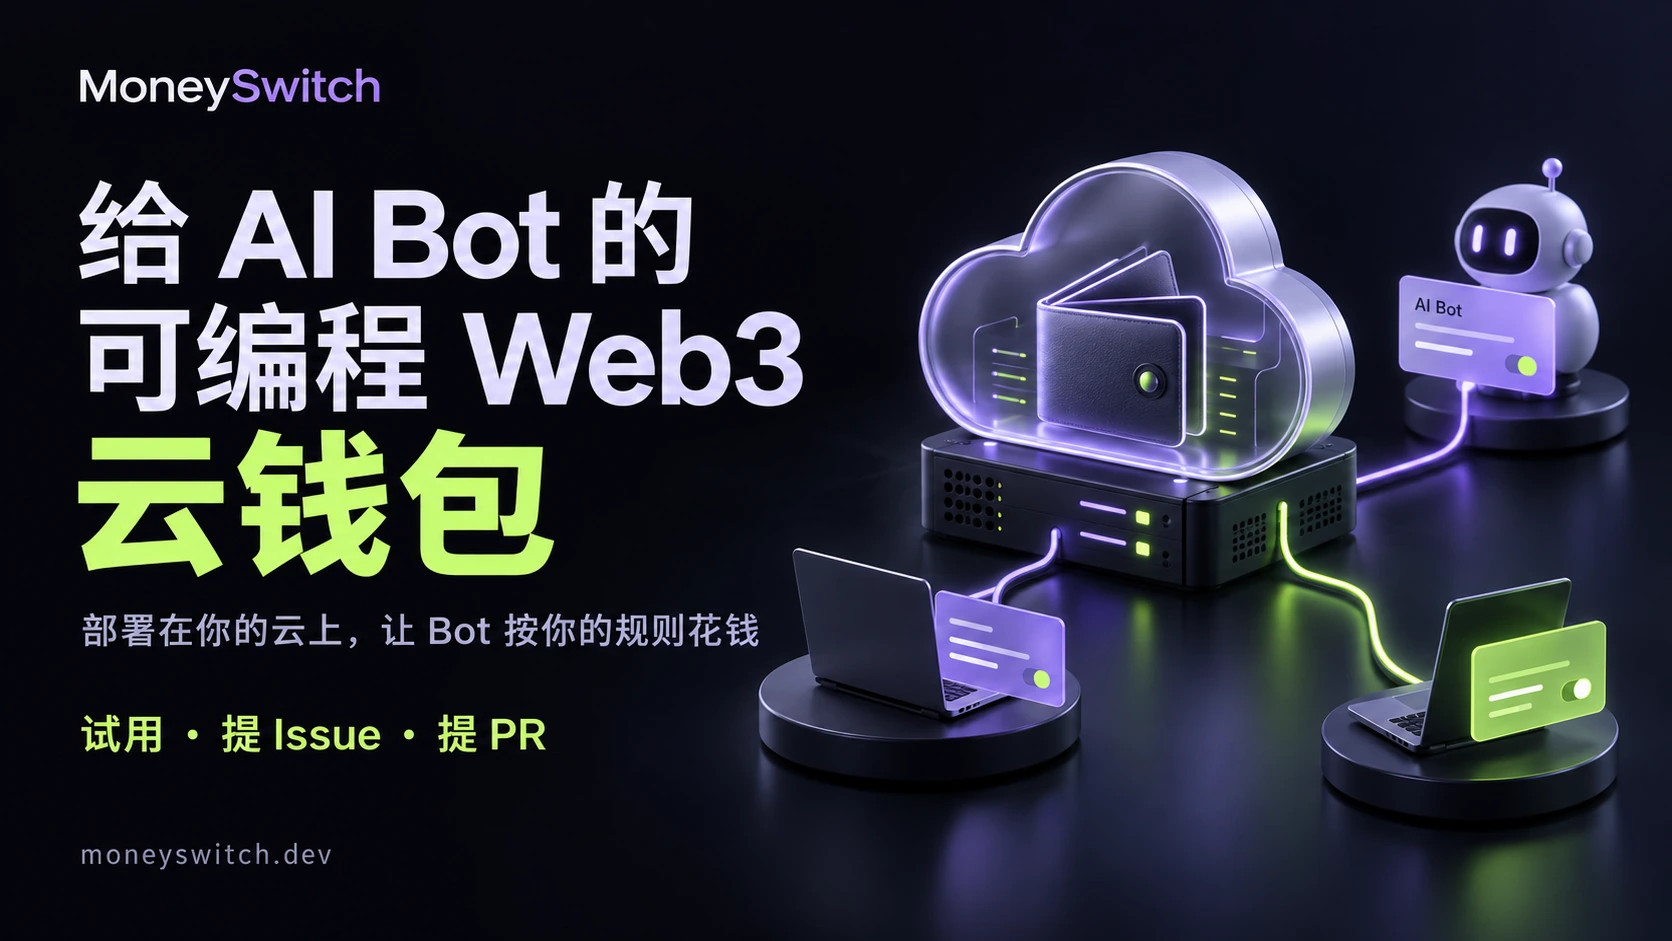 MoneySwitch
给 AI Bot 的
可编程 Web3
云钱包
部署在你的云上，让 Bot 按你的规则花钱
试用 • 提 Issue • 提 PR
moneyswitch.dev
AI Bot